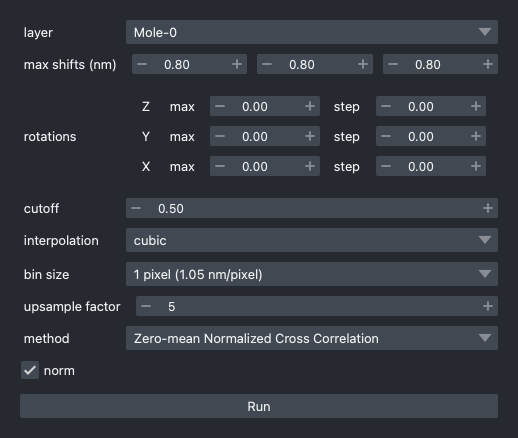 layer Mole-0
max shifts (nm) − 0.80 + − 0.80 + − 0.80 +
Z max − 0.00 + step − 0.00 +
rotations Y max − 0.00 + step − 0.00 +
X max − 0.00 + step − 0.00 +
cutoff − 0.50 +
interpolation cubic
bin size 1 pixel (1.05 nm/pixel)
upsample factor − 5 +
method Zero-mean Normalized Cross Correlation
norm
Run